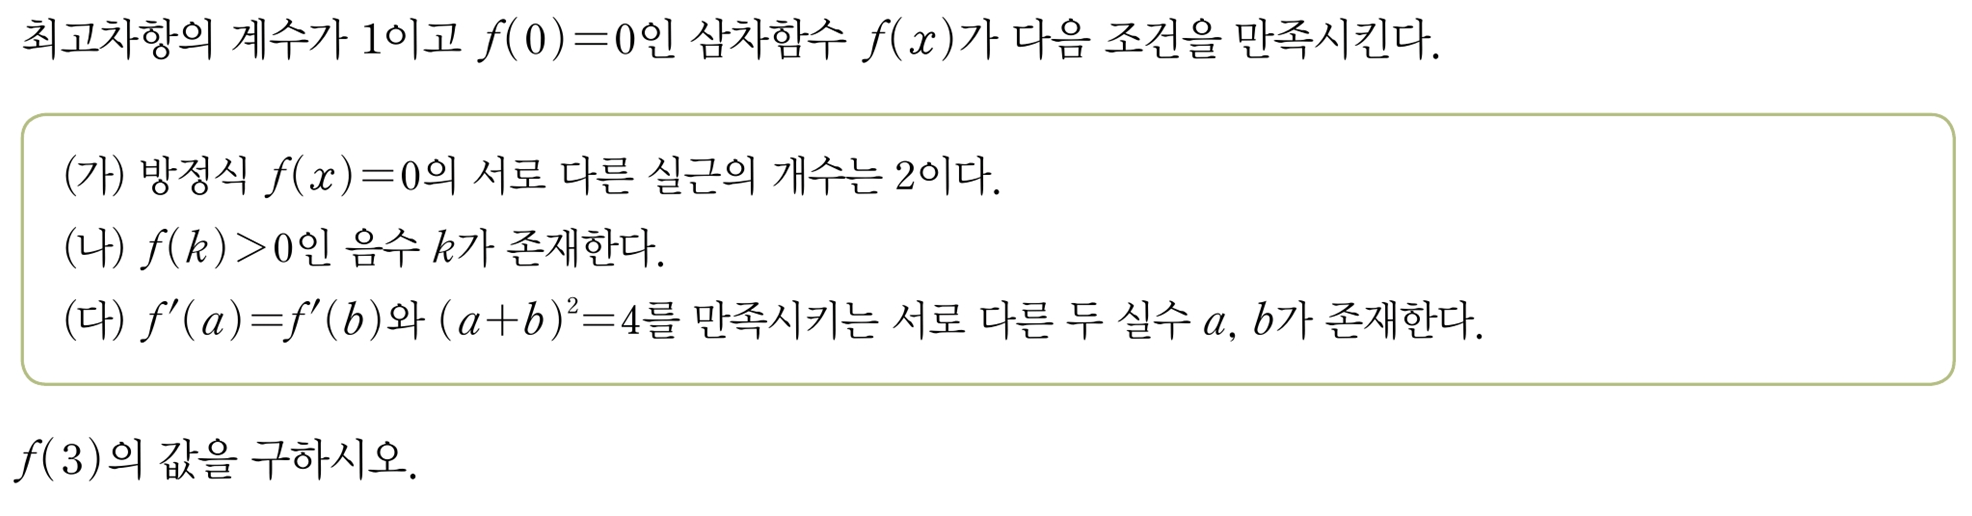 최고차항의 계수가 1이고 f(0)=0인 삼차함수 f(x)가 다음 조건을 만족시킨다.
(가) 방정식 f(x)=0의 서로 다른 실근의 개수는 2이다.
(나) f(k)>0인 음수 k가 존재한다.
(다) f′(a)=f′(b)와 (a+b)²=4를 만족시키는 서로 다른 두 실수 a, b가 존재한다.
f(3)의 값을 구하시오.